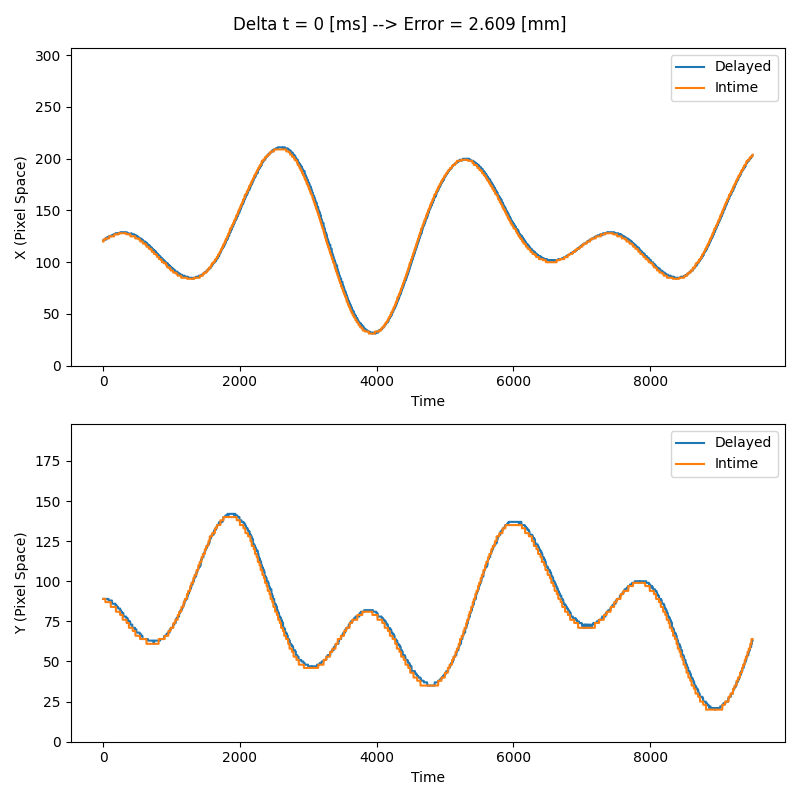 Delta t = 0 [ms] --> Error = 2.609 [mm]
300
250
200
150
100
50
0
X (Pixel Space)
Delayed
Intime
0 2000 4000 6000 8000
Time
175
150
125
100
75
50
25
0
Y (Pixel Space)
Delayed
Intime
0 2000 4000 6000 8000
Time